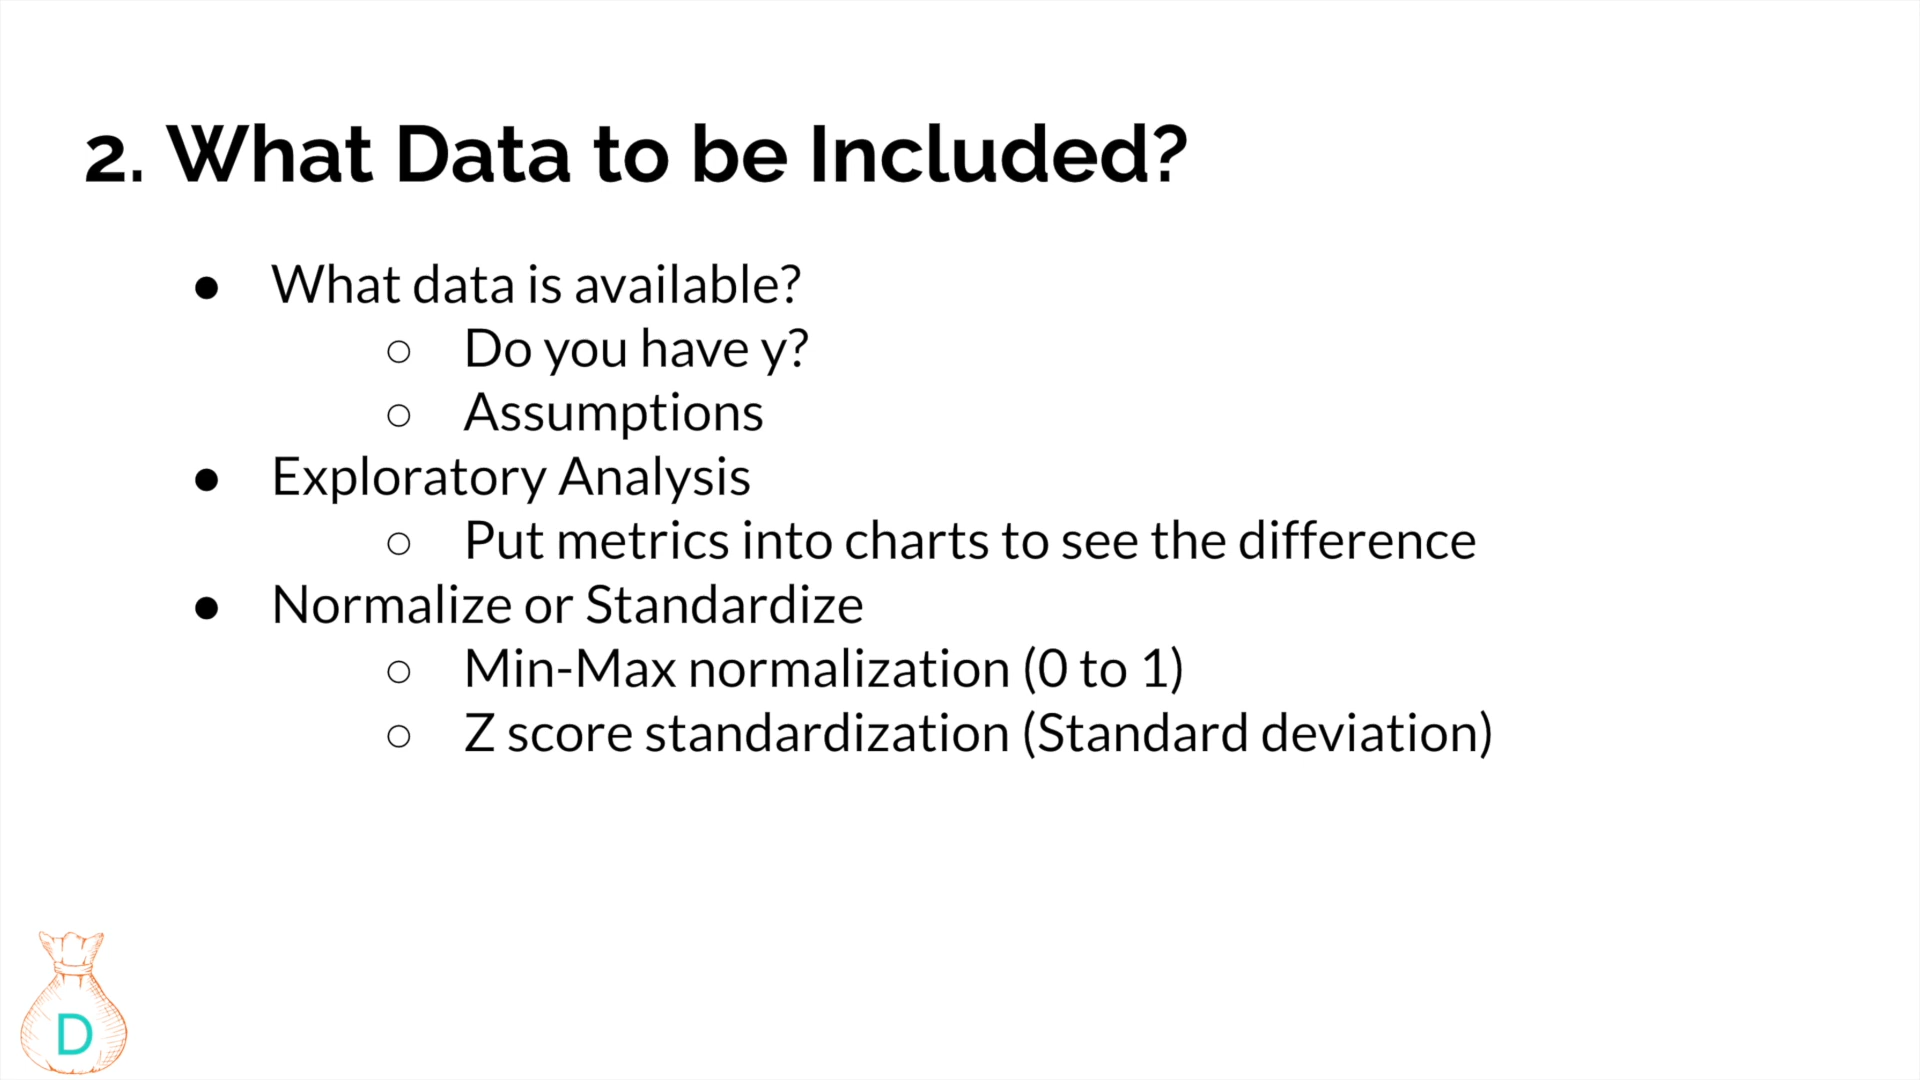 2. What Data to be Included?
● What data is available?
○ Do you have y?
○ Assumptions
● Exploratory Analysis
○ Put metrics into charts to see the difference
● Normalize or Standardize
○ Min-Max normalization (0 to 1)
○ Z score standardization (Standard deviation)
D